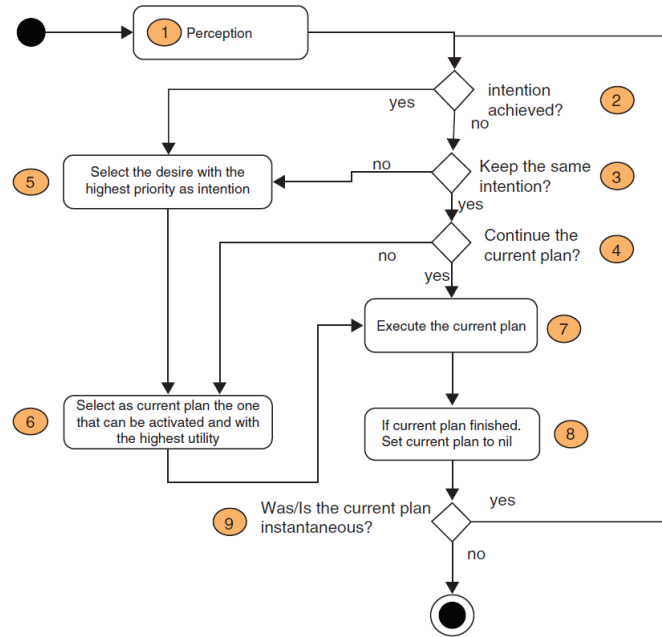 1 Perception
intention
achieved?
2
yes
no
5
Select the desire with the
highest priority as intention
no
Keep the same
intention?
3
yes
Continue the
current plan?
4
no
yes
Execute the current plan
7
6
Select as current plan the one
that can be activated and with
the highest utility
If current plan finished.
Set current plan to nil
8
9
Was/Is the current plan
instantaneous?
yes
no